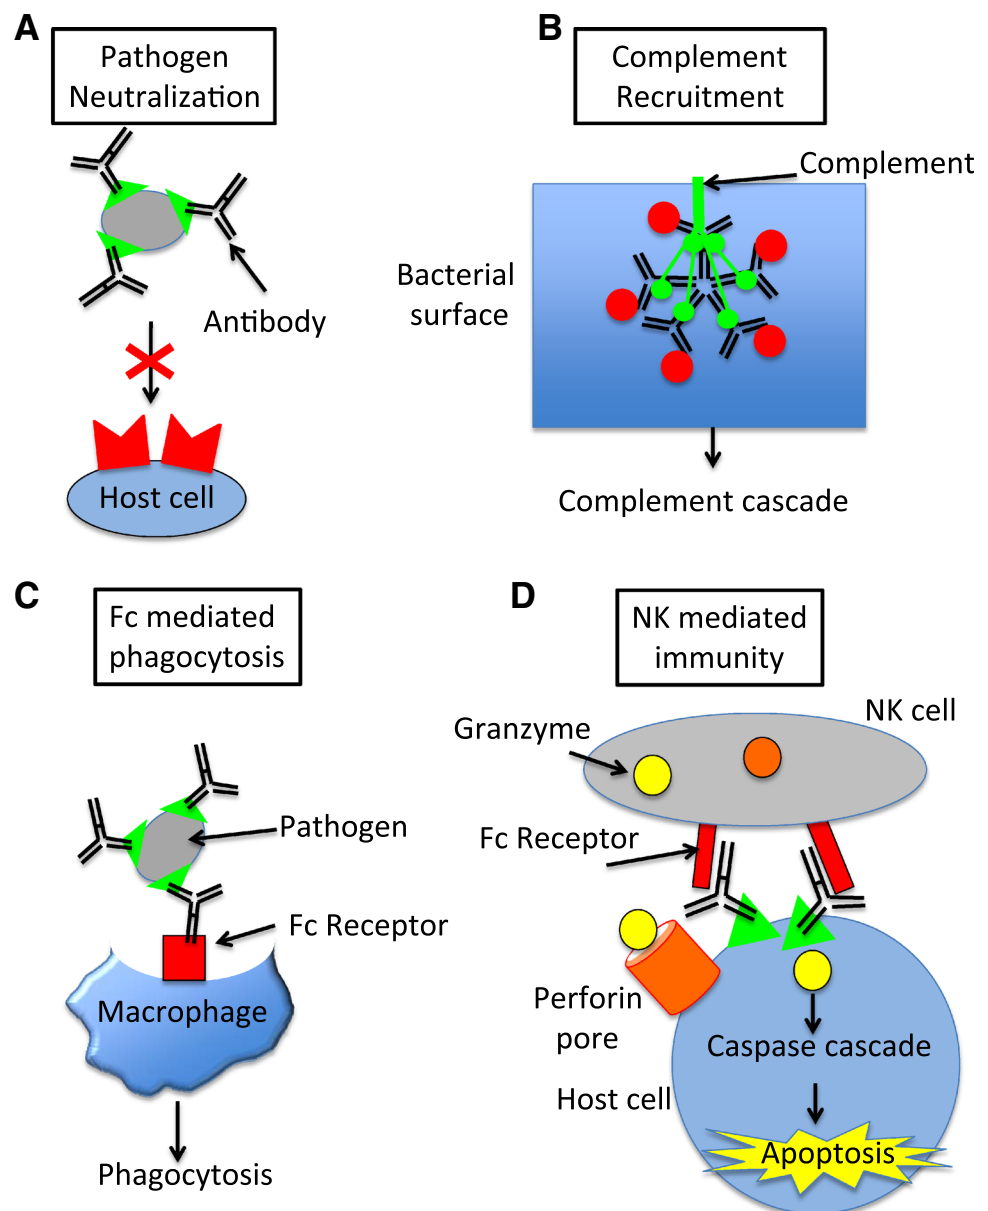 A
Pathogen
Neutralization
Antibody
Host cell
B
Complement
Recruitment
Complement
Bacterial
surface
Complement cascade
C
Fc mediated
phagocytosis
Pathogen
Fc Receptor
Macrophage
Phagocytosis
D
NK mediated
immunity
NK cell
Granzyme
Fc Receptor
Perforin
pore
Caspase cascade
Host cell
Apoptosis